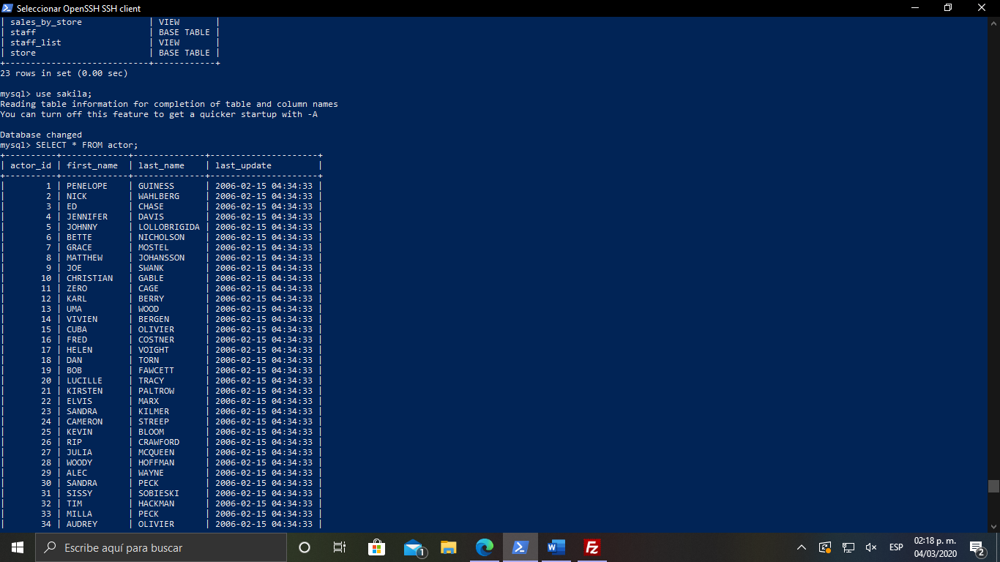 Seleccionar OpenSSH SSH client
| sales_by_store             | VIEW       |
| staff                      | BASE TABLE |
| staff_list                 | VIEW       |
| store                      | BASE TABLE |
+----------------------------+------------+
23 rows in set (0.00 sec)
mysql> use sakila;
Reading table information for completion of table and column names
You can turn off this feature to get a quicker startup with -A
Database changed
mysql> SELECT * FROM actor;
+----------+-------------+--------------+---------------------+
| actor_id | first_name  | last_name    | last_update         |
+----------+-------------+--------------+---------------------+
|        1 | PENELOPE    | GUINESS      | 2006-02-15 04:34:33 |
|        2 | NICK        | WAHLBERG     | 2006-02-15 04:34:33 |
|        3 | ED          | CHASE        | 2006-02-15 04:34:33 |
|        4 | JENNIFER    | DAVIS        | 2006-02-15 04:34:33 |
|        5 | JOHNNY      | LOLLOBRIGIDA | 2006-02-15 04:34:33 |
|        6 | BETTE       | NICHOLSON    | 2006-02-15 04:34:33 |
|        7 | GRACE       | MOSTEL       | 2006-02-15 04:34:33 |
|        8 | MATTHEW     | JOHANSSON    | 2006-02-15 04:34:33 |
|        9 | JOE         | SWANK        | 2006-02-15 04:34:33 |
|       10 | CHRISTIAN   | GABLE        | 2006-02-15 04:34:33 |
|       11 | ZERO        | CAGE         | 2006-02-15 04:34:33 |
|       12 | KARL        | BERRY        | 2006-02-15 04:34:33 |
|       13 | UMA         | WOOD         | 2006-02-15 04:34:33 |
|       14 | VIVIEN      | BERGEN       | 2006-02-15 04:34:33 |
|       15 | CUBA        | OLIVIER      | 2006-02-15 04:34:33 |
|       16 | FRED        | COSTNER      | 2006-02-15 04:34:33 |
|       17 | HELEN       | VOIGHT       | 2006-02-15 04:34:33 |
|       18 | DAN         | TORN         | 2006-02-15 04:34:33 |
|       19 | BOB         | FAWCETT      | 2006-02-15 04:34:33 |
|       20 | LUCILLE     | TRACY        | 2006-02-15 04:34:33 |
|       21 | KIRSTEN     | PALTROW      | 2006-02-15 04:34:33 |
|       22 | ELVIS       | MARX         | 2006-02-15 04:34:33 |
|       23 | SANDRA      | KILMER       | 2006-02-15 04:34:33 |
|       24 | CAMERON     | STREEP       | 2006-02-15 04:34:33 |
|       25 | KEVIN       | BLOOM        | 2006-02-15 04:34:33 |
|       26 | RIP         | CRAWFORD     | 2006-02-15 04:34:33 |
|       27 | JULIA       | MCQUEEN      | 2006-02-15 04:34:33 |
|       28 | WOODY       | HOFFMAN      | 2006-02-15 04:34:33 |
|       29 | ALEC        | WAYNE        | 2006-02-15 04:34:33 |
|       30 | SANDRA      | PECK         | 2006-02-15 04:34:33 |
|       31 | SISSY       | SOBIESKI     | 2006-02-15 04:34:33 |
|       32 | TIM         | HACKMAN      | 2006-02-15 04:34:33 |
|       33 | MILLA       | PECK         | 2006-02-15 04:34:33 |
|       34 | AUDREY      | OLIVIER      | 2006-02-15 04:34:33 |
Escribe aquí para buscar
1
W
Fz
ESP
02:18 p. m.
04/03/2020
2